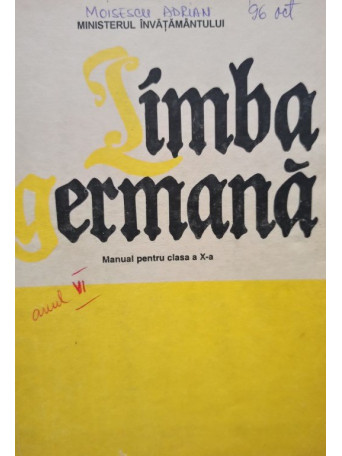 MOISESCU ADRIAN 96 oct
MINISTERUL ÎNVĂȚĂMÂNTULUI
Limba
germană
Manual pentru clasa a X-a
anul VI